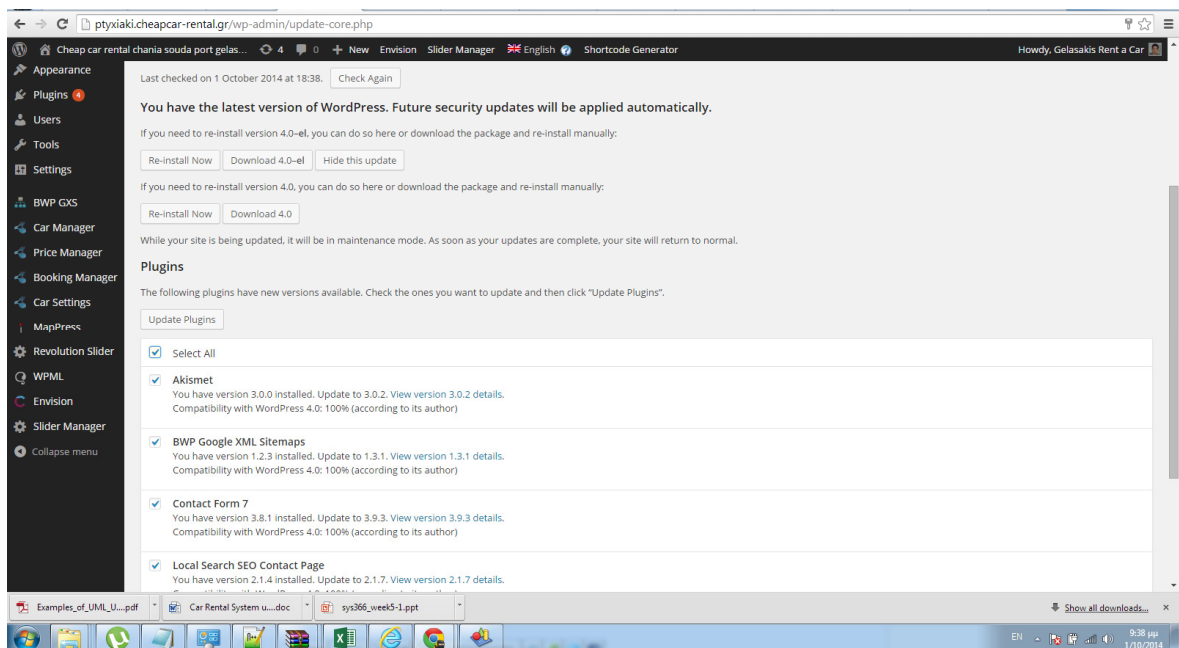 ptyxiaki.cheapcar-rental.gr/wp-admin/update-core.php
Cheap car rental chania souda port gelas... 4 0 + New Envision Slider Manager English Shortcode Generator Howdy, Gelasakis Rent a Car
Appearance
Plugins 4
Users
Tools
Settings
BWP GXS
Car Manager
Price Manager
Booking Manager
Car Settings
MapPress
Revolution Slider
WPML
Envision
Slider Manager
Collapse menu
Last checked on 1 October 2014 at 18:38. Check Again
You have the latest version of WordPress. Future security updates will be applied automatically.
If you need to re-install version 4.0–el, you can do so here or download the package and re-install manually:
Re-install Now Download 4.0–el Hide this update
If you need to re-install version 4.0, you can do so here or download the package and re-install manually:
Re-install Now Download 4.0
While your site is being updated, it will be in maintenance mode. As soon as your updates are complete, your site will return to normal.
Plugins
The following plugins have new versions available. Check the ones you want to update and then click “Update Plugins”.
Update Plugins
Select All
Akismet
You have version 3.0.0 installed. Update to 3.0.2. View version 3.0.2 details.
Compatibility with WordPress 4.0: 100% (according to its author)
BWP Google XML Sitemaps
You have version 1.2.3 installed. Update to 1.3.1. View version 1.3.1 details.
Compatibility with WordPress 4.0: 100% (according to its author)
Contact Form 7
You have version 3.8.1 installed. Update to 3.9.3. View version 3.9.3 details.
Compatibility with WordPress 4.0: 100% (according to its author)
Local Search SEO Contact Page
You have version 2.1.4 installed. Update to 2.1.7. View version 2.1.7 details.
Examples_of_UML_U....pdf Car Rental System u....doc sys366_week5-1.ppt Show all downloads...
EN 9:38 μμ
1/10/2014